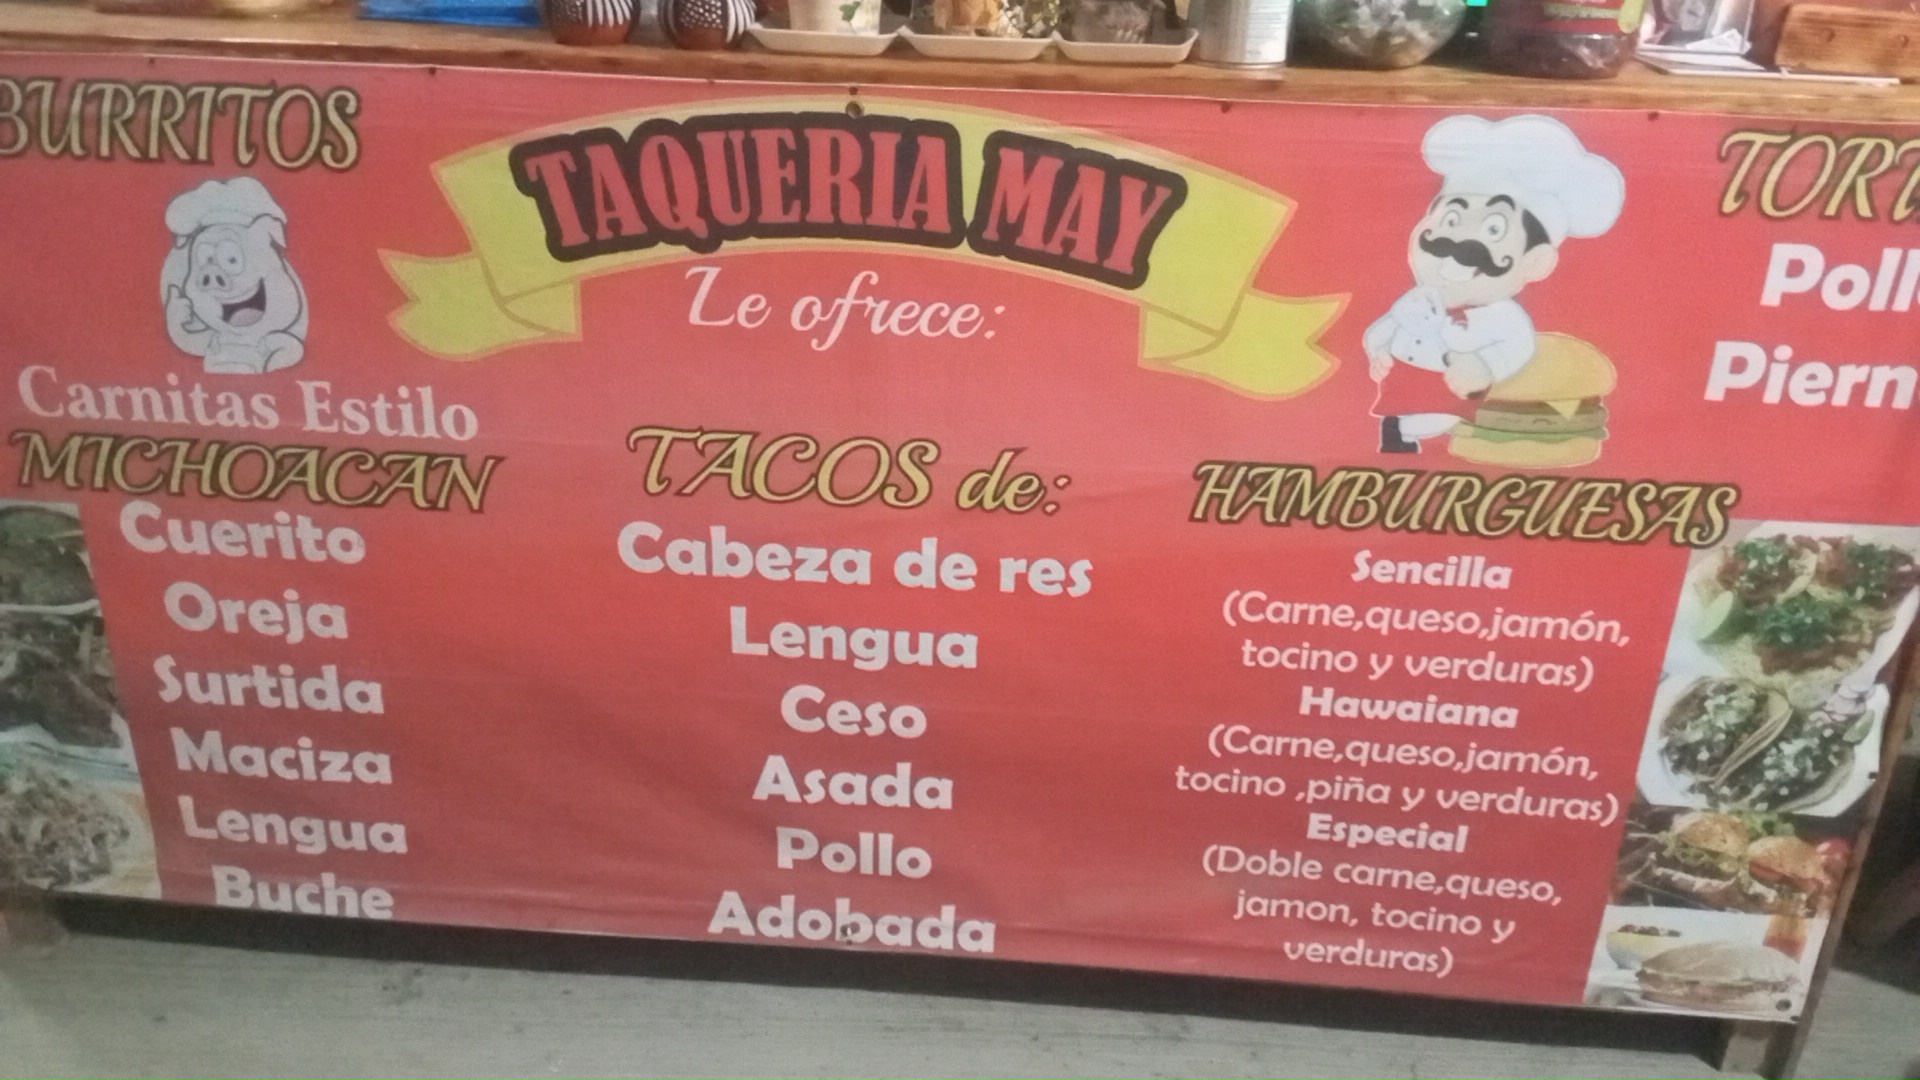 BURRITOS
TAQUERIA MAY
Le ofrece:
Carnitas Estilo
MICHOACAN
Cuerito
Oreja
Surtida
Maciza
Lengua
Buche
TACOS de:
Cabeza de res
Lengua
Ceso
Asada
Pollo
Adobada
HAMBURGUESAS
Sencilla
(Carne,queso,jamón,
tocino y verduras)
Hawaiana
(Carne,queso,jamón,
tocino ,piña y verduras)
Especial
(Doble carne,queso,
jamon, tocino y
verduras)